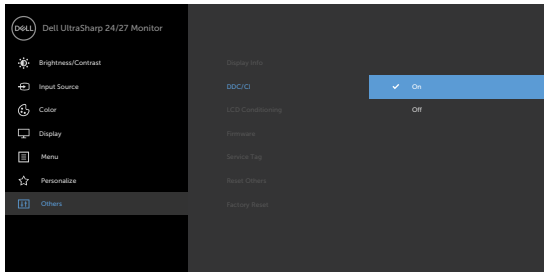 DELL
Dell UltraSharp 24/27 Monitor
Brightness/Contrast
Input Source
Color
Display
Menu
Personalize
Others
Display Info
DDC/CI
LCD Conditioning
Firmware
Service Tag
Reset Others
Factory Reset
On
Off